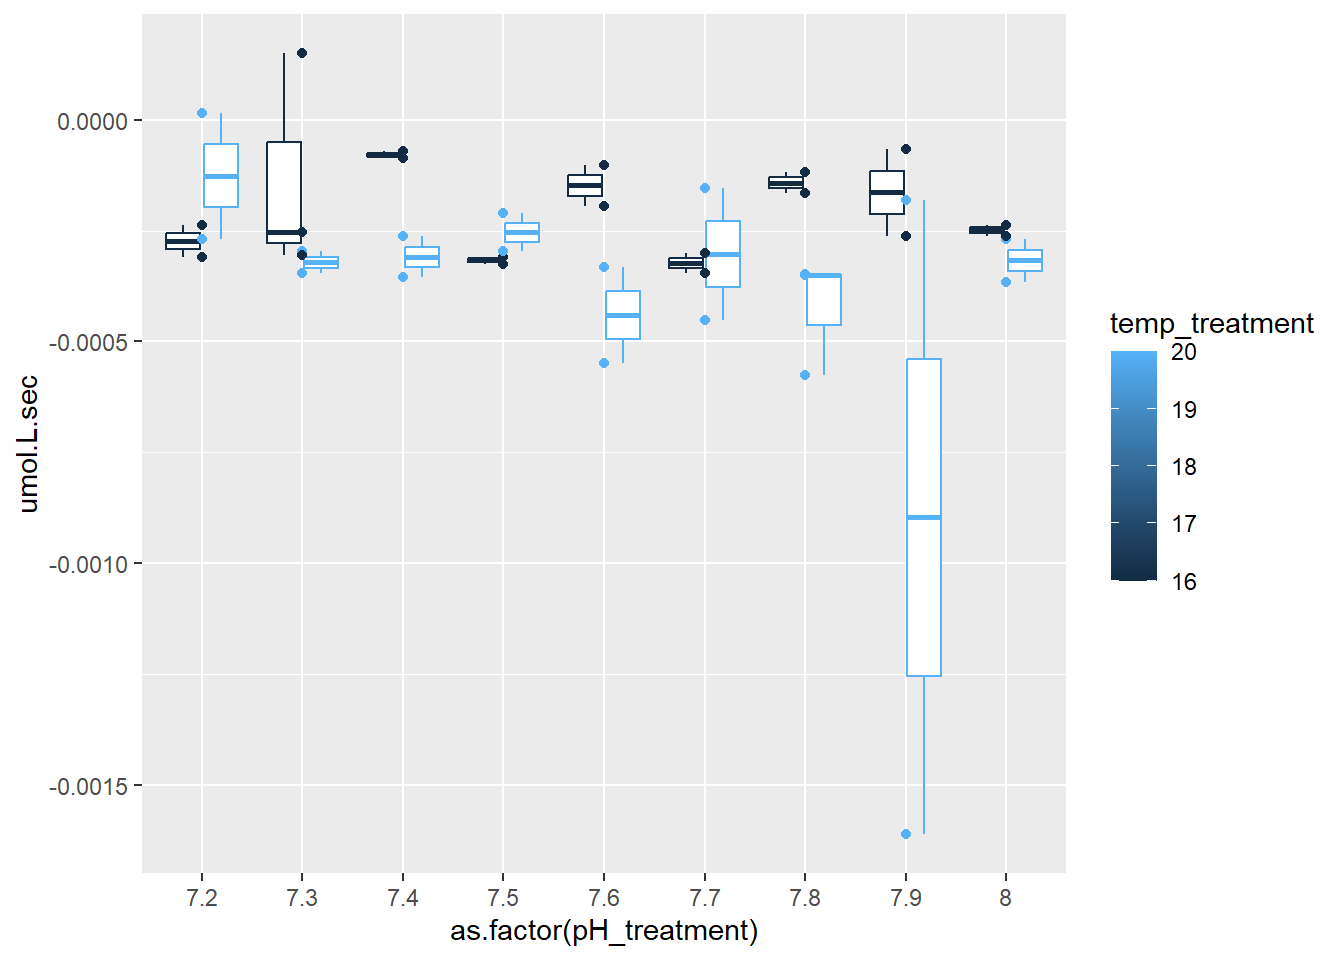 0.0000
-0.0005
-0.0010
-0.0015
umol.L.sec
7.2 7.3 7.4 7.5 7.6 7.7 7.8 7.9 8
as.factor(pH_treatment)
temp_treatment
20
19
18
17
16